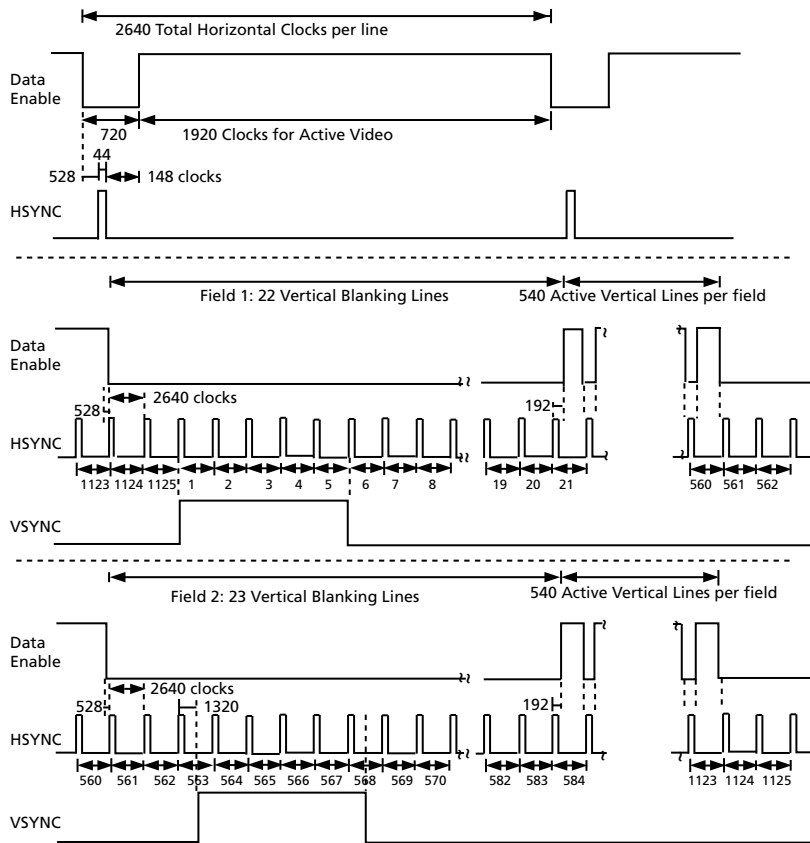 2640 Total Horizontal Clocks per line
Data
Enable
720
1920 Clocks for Active Video
44
528
148 clocks
HSYNC
Field 1: 22 Vertical Blanking Lines
540 Active Vertical Lines per field
Data
Enable
2640 clocks
528
192
HSYNC
1123 1124 1125 1 2 3 4 5 6 7 8 19 20 21 560 561 562
VSYNC
Field 2: 23 Vertical Blanking Lines
540 Active Vertical Lines per field
Data
Enable
2640 clocks
528
1320
192
HSYNC
560 561 562 563 564 565 566 567 568 569 570 582 583 584 1123 1124 1125
VSYNC